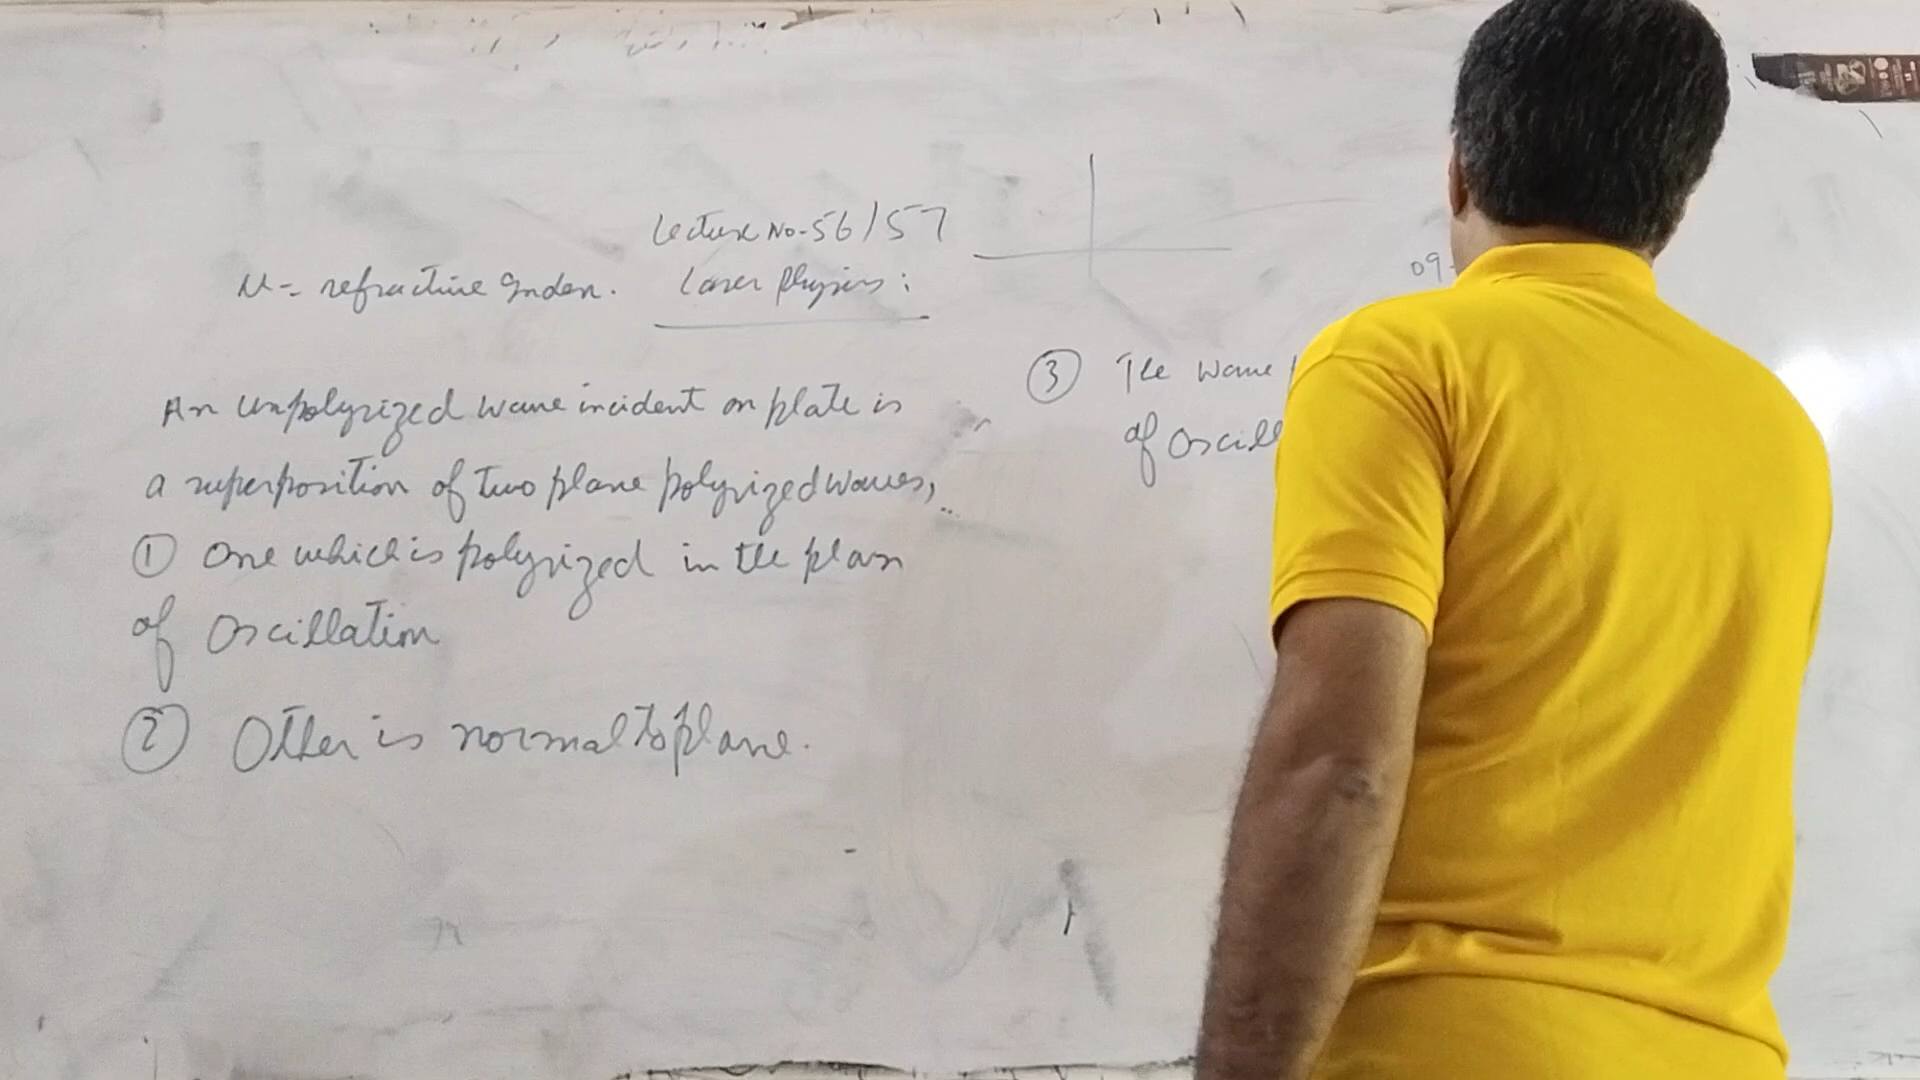 Lecture No-56/57
Laser Physics:
M = refractive Index.
An unpolyrized wave incident on plate is
a superposition of two plane polyrized waves,
① One which is polyrized in the plan
of Oscillation
② Other is normal to plane.
09-
③ The wave
of Oscill